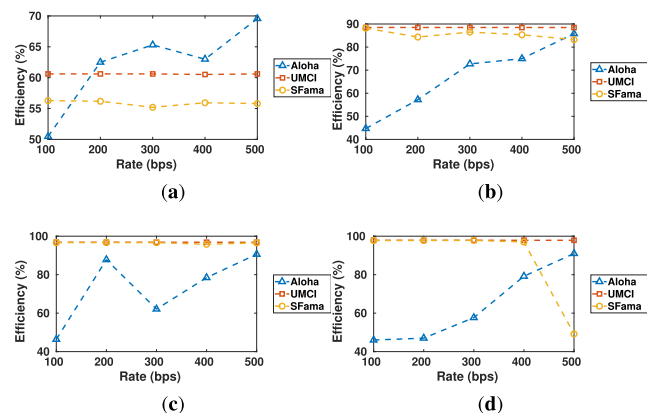 70
65
60
55
50
Efficiency (%)
100 200 300 400 500
Rate (bps)
Aloha
UMCI
SFama
(a)
90
80
70
60
50
40
Efficiency (%)
100 200 300 400 500
Rate (bps)
Aloha
UMCI
SFama
(b)
100
80
60
40
Efficiency (%)
100 200 300 400 500
Rate (bps)
Aloha
UMCI
SFama
(c)
100
80
60
40
Efficiency (%)
100 200 300 400 500
Rate (bps)
Aloha
UMCI
SFama
(d)